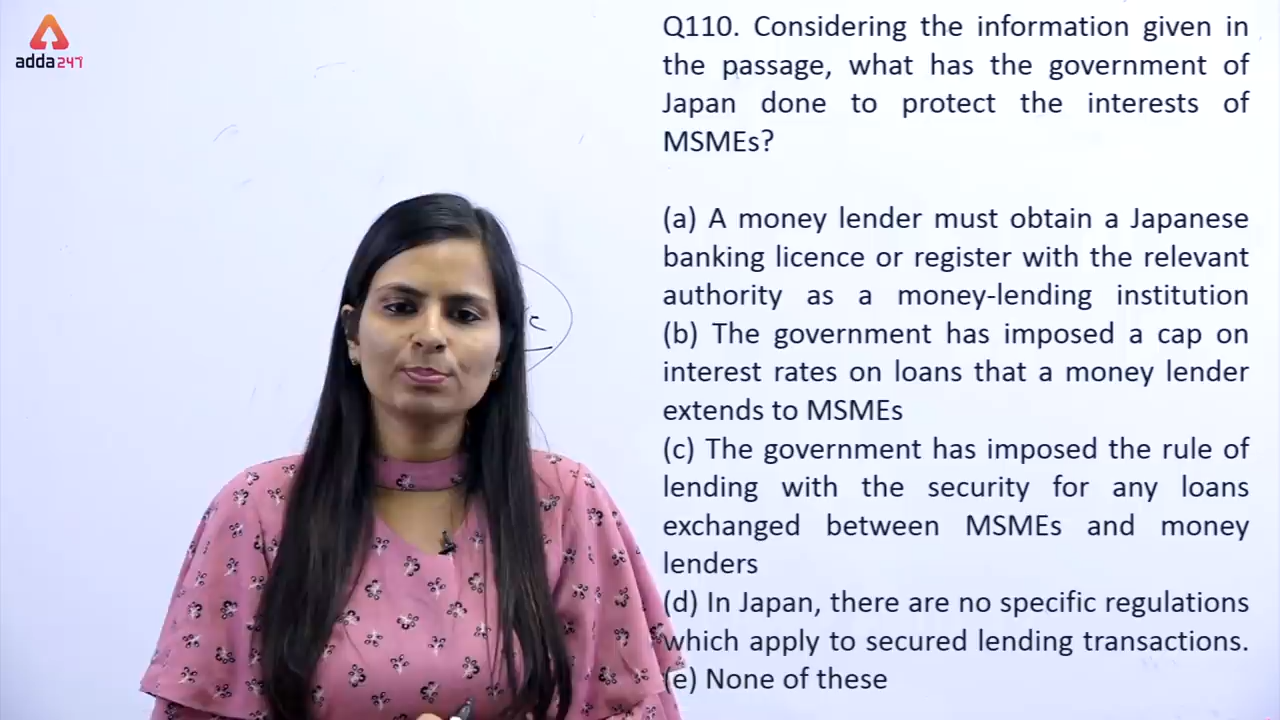 adda247
Q110. Considering the information given in
the passage, what has the government of
Japan done to protect the interests of
MSMEs?
(a) A money lender must obtain a Japanese
banking licence or register with the relevant
authority as a money-lending institution
(b) The government has imposed a cap on
interest rates on loans that a money lender
extends to MSMEs
(c) The government has imposed the rule of
lending with the security for any loans
exchanged between MSMEs and money
lenders
(d) In Japan, there are no specific regulations
which apply to secured lending transactions.
(e) None of these